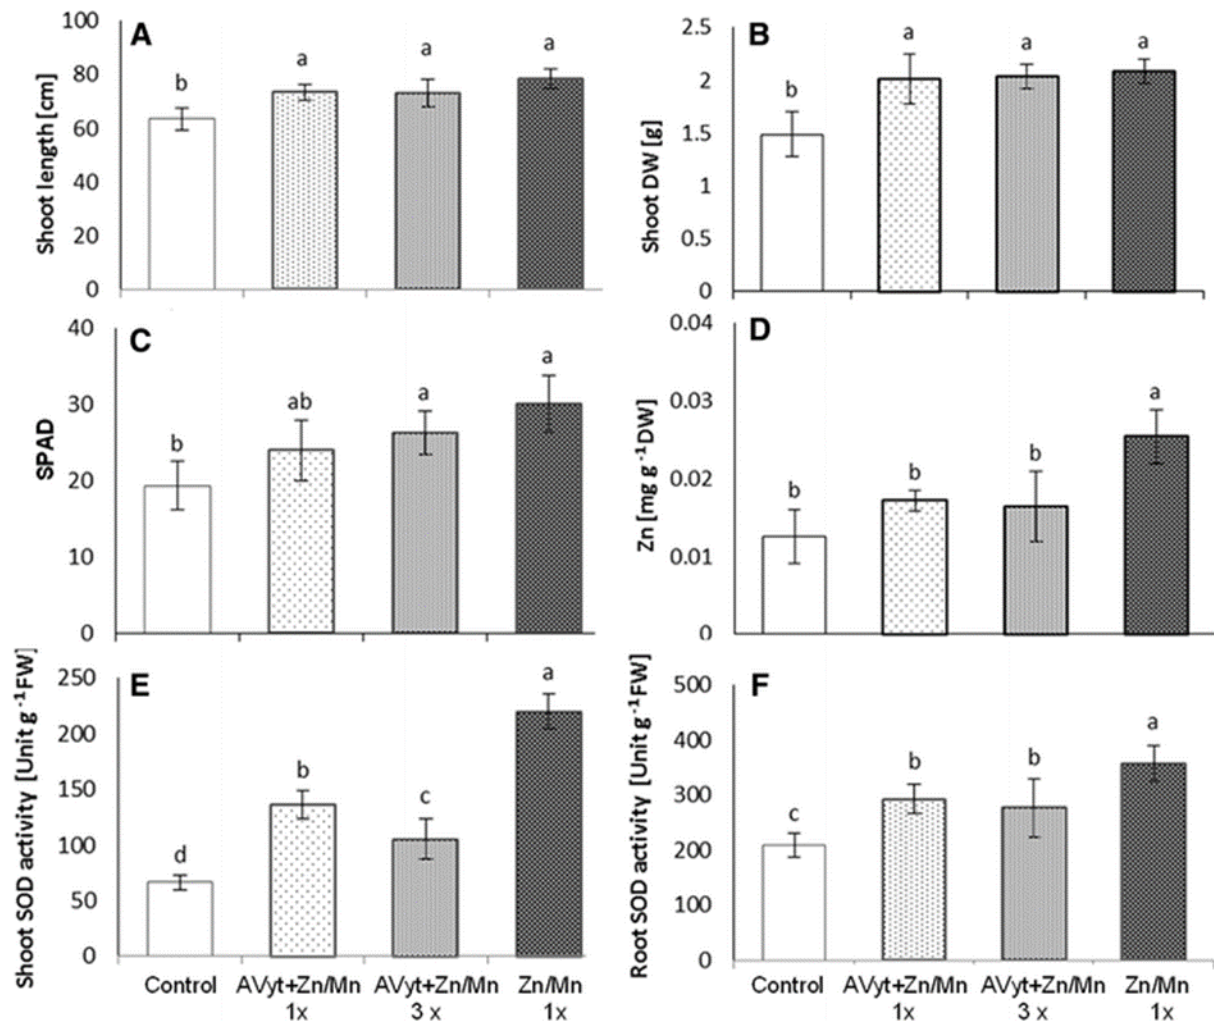 A
Shoot length [cm]
100
80
60
40
20
0
b
a
a
a
B
Shoot DW [g]
2.5
2
1.5
1
0.5
0
b
a
a
a
C
SPAD
40
30
20
10
0
b
ab
a
a
D
Zn [mg g-1DW]
0.04
0.03
0.02
0.01
0
b
b
b
a
E
Shoot SOD activity [Unit g-1FW]
250
200
150
100
50
0
d
b
c
a
Control
AVyt+Zn/Mn
1x
AVyt+Zn/Mn
3 x
Zn/Mn
1x
F
Root SOD activity [Unit g-1FW]
500
400
300
200
100
0
c
b
b
a
Control
AVyt+Zn/Mn
1x
AVyt+Zn/Mn
3 x
Zn/Mn
1x